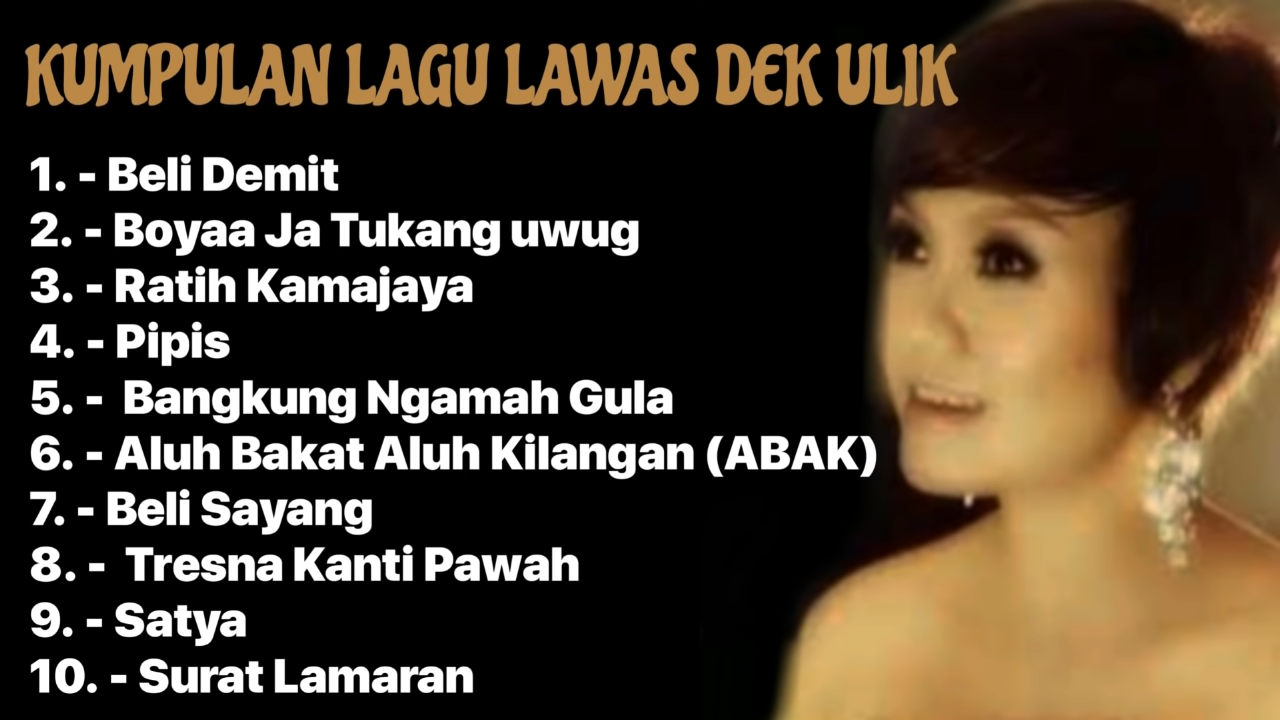 KUMPULAN LAGU LAWAS DEK ULIK
1. - Beli Demit
2. - Boyaa Ja Tukang uwug
3. - Ratih Kamajaya
4. - Pipis
5. - Bangkung Ngamah Gula
6. - Aluh Bakat Aluh Kilangan (ABAK)
7. - Beli Sayang
8. - Tresna Kanti Pawah
9. - Satya
10. - Surat Lamaran